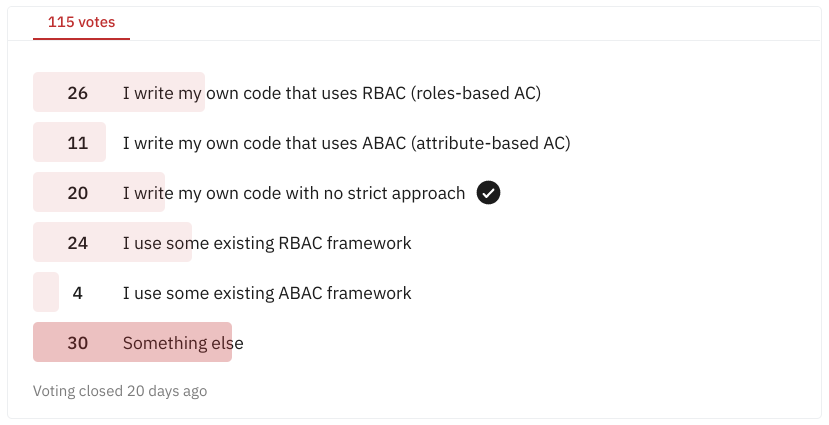 115 votes
26 I write my own code that uses RBAC (roles-based AC)
11 I write my own code that uses ABAC (attribute-based AC)
20 I write my own code with no strict approach
24 I use some existing RBAC framework
4 I use some existing ABAC framework
30 Something else
Voting closed 20 days ago